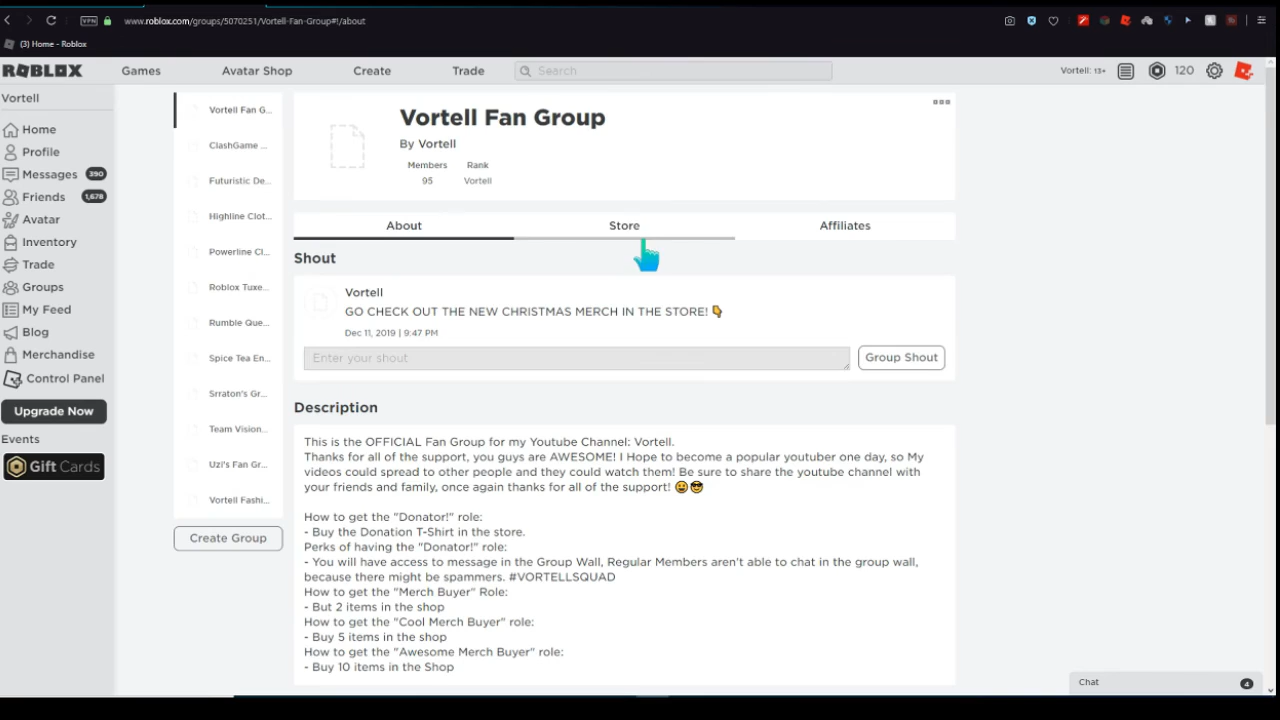 VPN www.roblox.com/groups/5070251/Vortell-Fan-Group#!/about
(3) Home - Roblox
ROBLOX Games Avatar Shop Create Trade Search Vortell: 13+ 120
Vortell
Home
Profile
Messages 390
Friends 1,678
Avatar
Inventory
Trade
Groups
My Feed
Blog
Merchandise
Control Panel
Upgrade Now
Events
Gift Cards
Vortell Fan G...
ClashGame ...
Futuristic De...
Highline Clot...
Powerline Cl...
Roblox Tuxe...
Rumble Que...
Spice Tea En...
Srraton's Gr...
Team Vision...
Uzi's Fan Gr...
Vortell Fashi...
Create Group
Vortell Fan Group
By Vortell
Members Rank
95 Vortell
About Store Affiliates
Shout
Vortell
GO CHECK OUT THE NEW CHRISTMAS MERCH IN THE STORE! 👇
Dec 11, 2019 | 9:47 PM
Enter your shout Group Shout
Description
This is the OFFICIAL Fan Group for my Youtube Channel: Vortell.
Thanks for all of the support, you guys are AWESOME! I Hope to become a popular youtuber one day, so My
videos could spread to other people and they could watch them! Be sure to share the youtube channel with
your friends and family, once again thanks for all of the support! 😀😎
How to get the "Donator!" role:
- Buy the Donation T-Shirt in the store.
Perks of having the "Donator!" role:
- You will have access to message in the Group Wall, Regular Members aren't able to chat in the group wall,
because there might be spammers. #VORTELLSQUAD
How to get the "Merch Buyer" Role:
- But 2 items in the shop
How to get the "Cool Merch Buyer" role:
- Buy 5 items in the shop
How to get the "Awesome Merch Buyer" role:
- Buy 10 items in the Shop
Chat 4